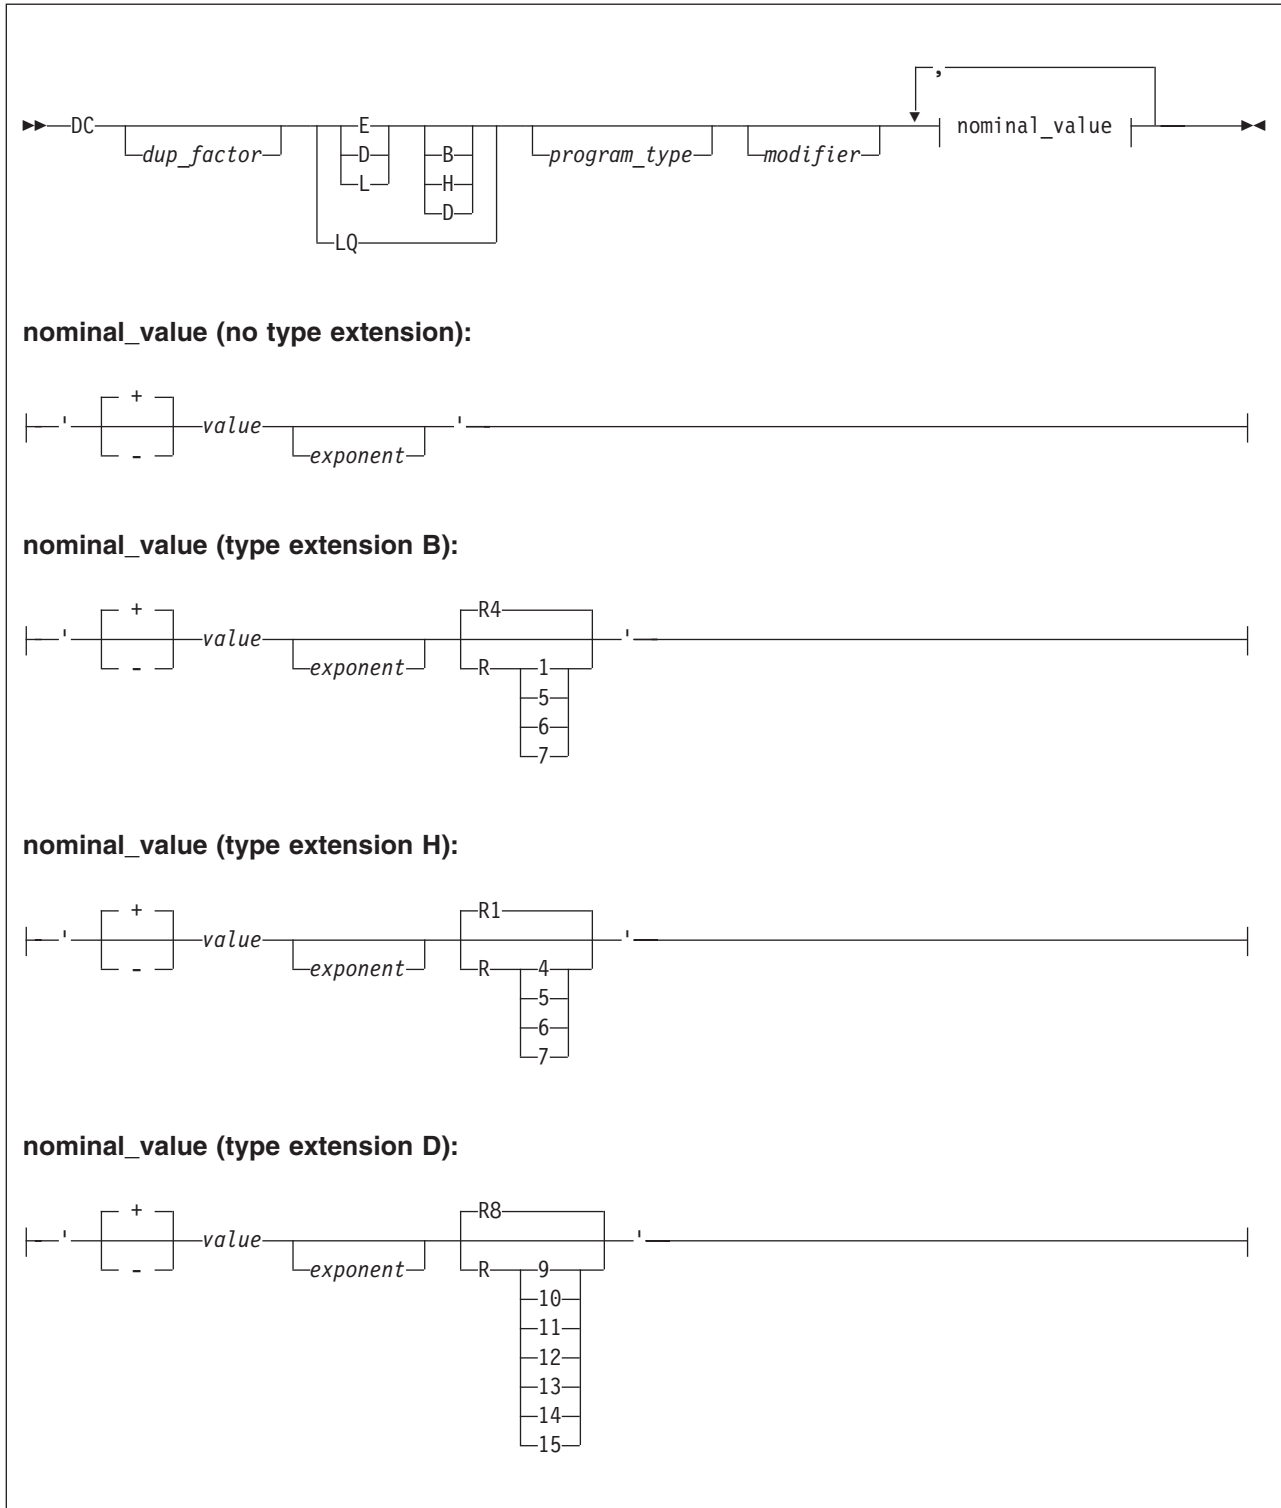 ,
DC E nominal_value
dup_factor D B program_type modifier
L H
D
LQ
nominal_value (no type extension):
+
' value '
- exponent
nominal_value (type extension B):
+ R4
' value '
- exponent R 1
5
6
7
nominal_value (type extension H):
+ R1
' value '
- exponent R 4
5
6
7
nominal_value (type extension D):
+ R8
' value '
- exponent R 9
10
11
12
13
14
15